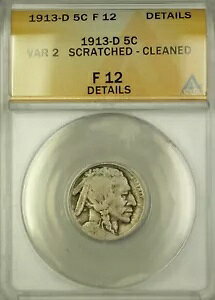 1913-D 5C F 12 DETAILS
1913-D 5C
VAR 2 SCRATCHED - CLEANED
F 12
DETAILS